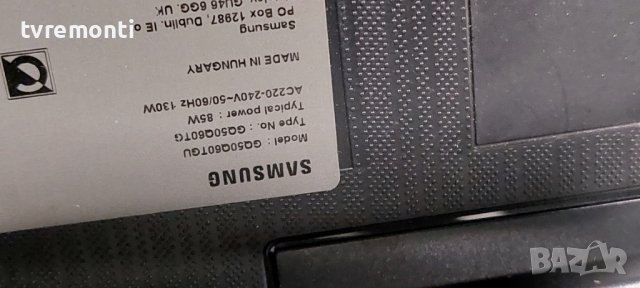 tvremonti
SAMSUNG
Model : GQ50Q60TGU
Type No. : GQ50Q60TG
Typical power : 85W
AC220-240V~50/60Hz 130W
MADE IN HUNGARY
Samsung
PO Box 12987, Dublin. IE
GU46 6GG. UK.
BAZAR